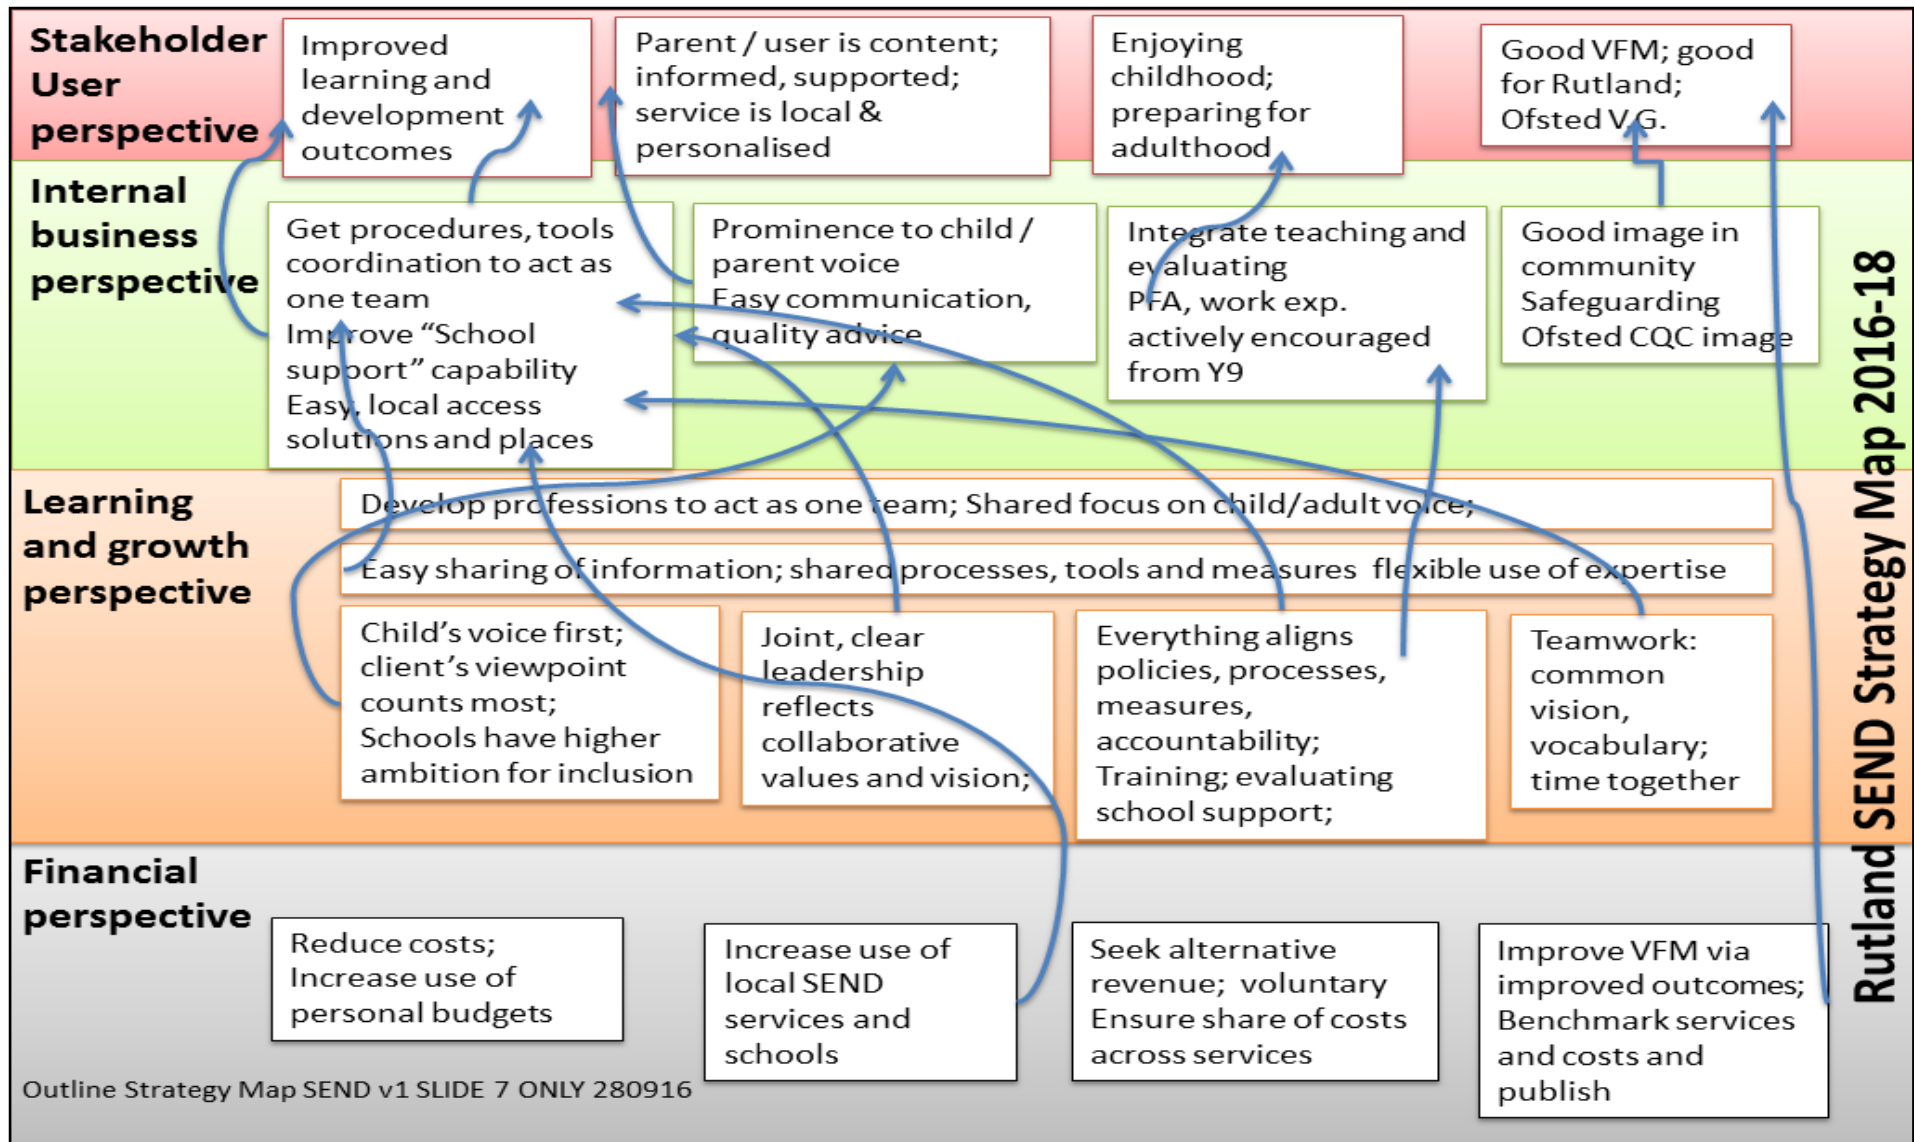 Stakeholder
User
perspective
Improved
learning and
development
outcomes
Parent / user is content;
informed, supported;
service is local &
personalised
Enjoying
childhood;
preparing for
adulthood
Good VFM; good
for Rutland;
Ofsted V.G.
Internal
business
perspective
Get procedures, tools
coordination to act as
one team
Improve “School
support” capability
Easy, local access
solutions and places
Prominence to child /
parent voice
Easy communication,
quality advice
Integrate teaching and
evaluating
PFA, work exp.
actively encouraged
from Y9
Good image in
community
Safeguarding
Ofsted CQC image
Learning
and growth
perspective
Develop professions to act as one team; Shared focus on child/adult voice;
Easy sharing of information; shared processes, tools and measures flexible use of expertise
Child’s voice first;
client’s viewpoint
counts most;
Schools have higher
ambition for inclusion
Joint, clear
leadership
reflects
collaborative
values and vision;
Everything aligns
policies, processes,
measures,
accountability;
Training; evaluating
school support;
Teamwork:
common
vision,
vocabulary;
time together
Financial
perspective
Reduce costs;
Increase use of
personal budgets
Increase use of
local SEND
services and
schools
Seek alternative
revenue; voluntary
Ensure share of costs
across services
Improve VFM via
improved outcomes;
Benchmark services
and costs and
publish
Outline Strategy Map SEND v1 SLIDE 7 ONLY 280916
Rutland SEND Strategy Map 2016-18